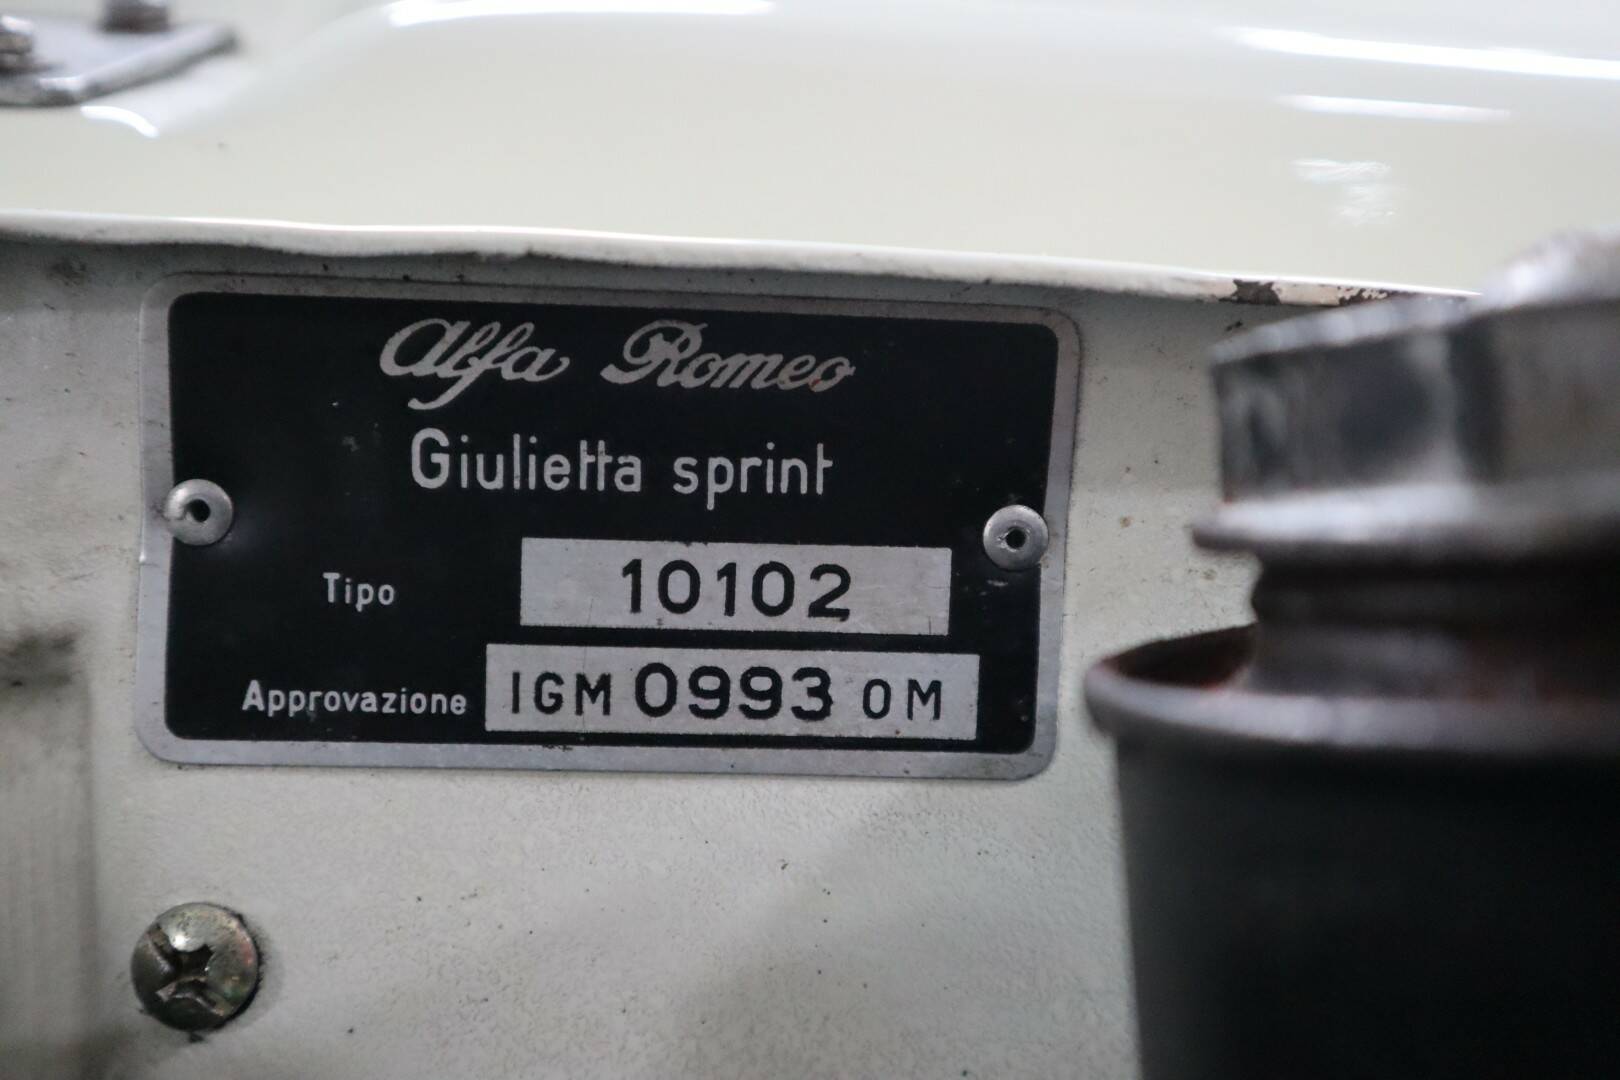 Alfa Romeo
Giulietta sprint
Tipo 10102
Approvazione IGM 0993 OM